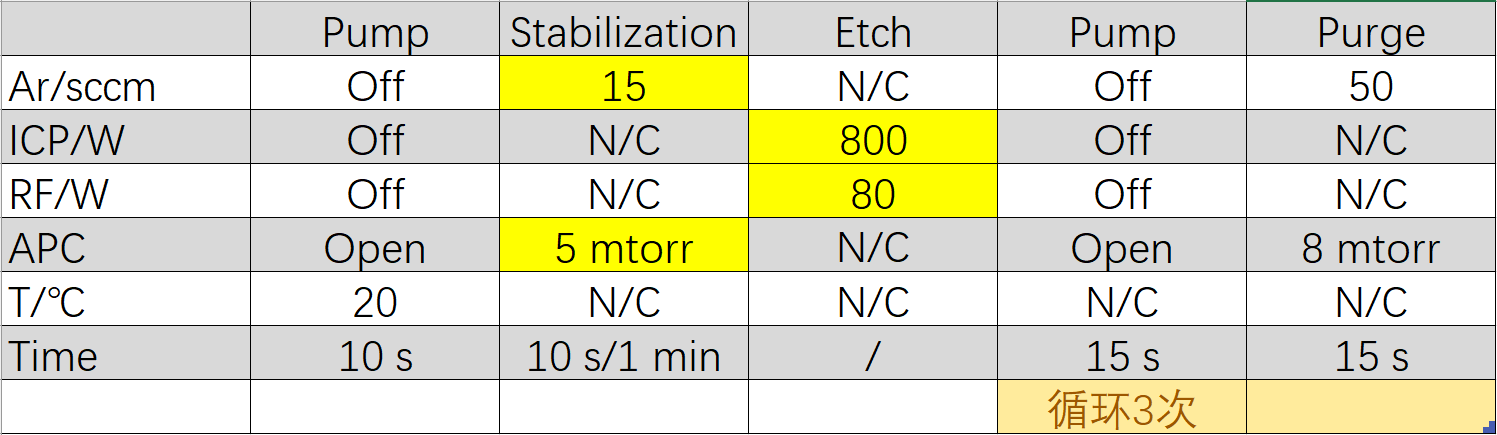 Pump Stabilization Etch Pump Purge
Ar/sccm Off 15 N/C Off 50
ICP/W Off N/C 800 Off N/C
RF/W Off N/C 80 Off N/C
APC Open 5 mtorr N/C Open 8 mtorr
T/℃ 20 N/C N/C N/C N/C
Time 10 s 10 s/1 min / 15 s 15 s
循环3次